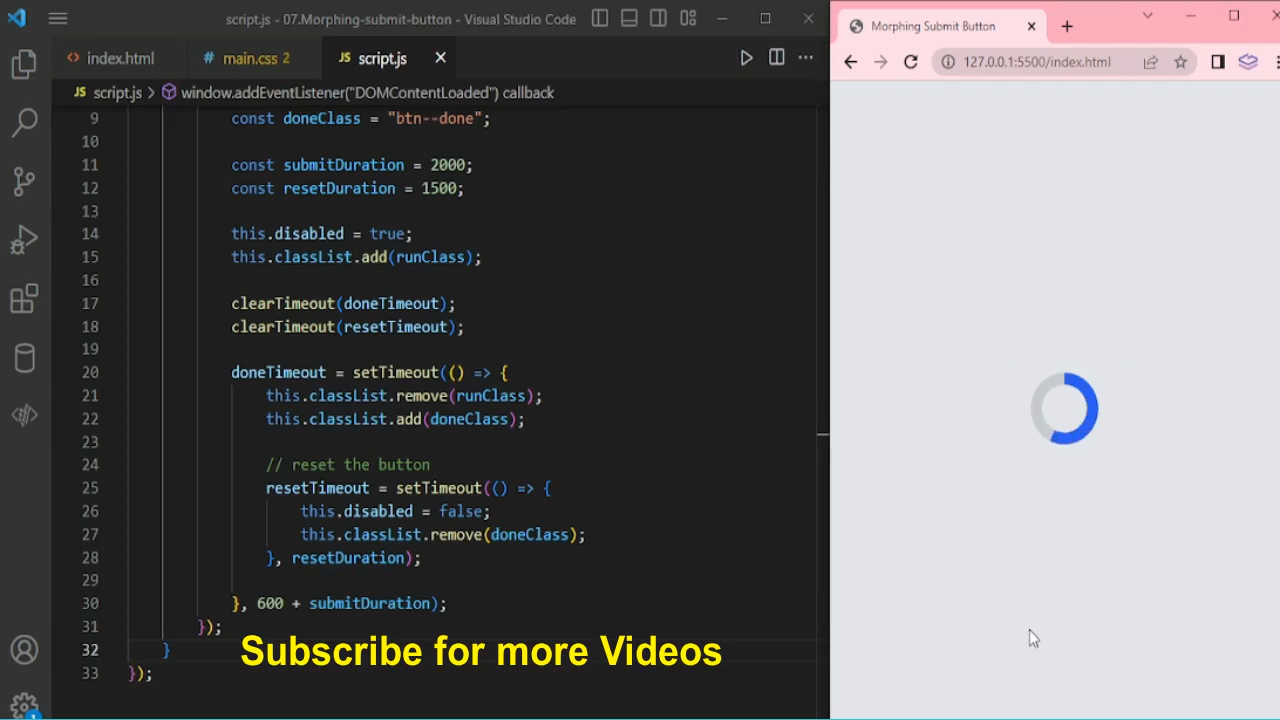 script.js - 07.Morphing-submit-button - Visual Studio Code
index.html
# main.css 2
JS script.js
JS script.js > window.addEventListener("DOMContentLoaded") callback
9 const doneClass = "btn--done";
10
11 const submitDuration = 2000;
12 const resetDuration = 1500;
13
14 this.disabled = true;
15 this.classList.add(runClass);
16
17 clearTimeout(doneTimeout);
18 clearTimeout(resetTimeout);
19
20 doneTimeout = setTimeout(() => {
21 this.classList.remove(runClass);
22 this.classList.add(doneClass);
23
24 // reset the button
25 resetTimeout = setTimeout(() => {
26 this.disabled = false;
27 this.classList.remove(doneClass);
28 }, resetDuration);
29
30 }, 600 + submitDuration);
31 });
32 }
33 });
Subscribe for more Videos
1
Morphing Submit Button
127.0.0.1:5500/index.html